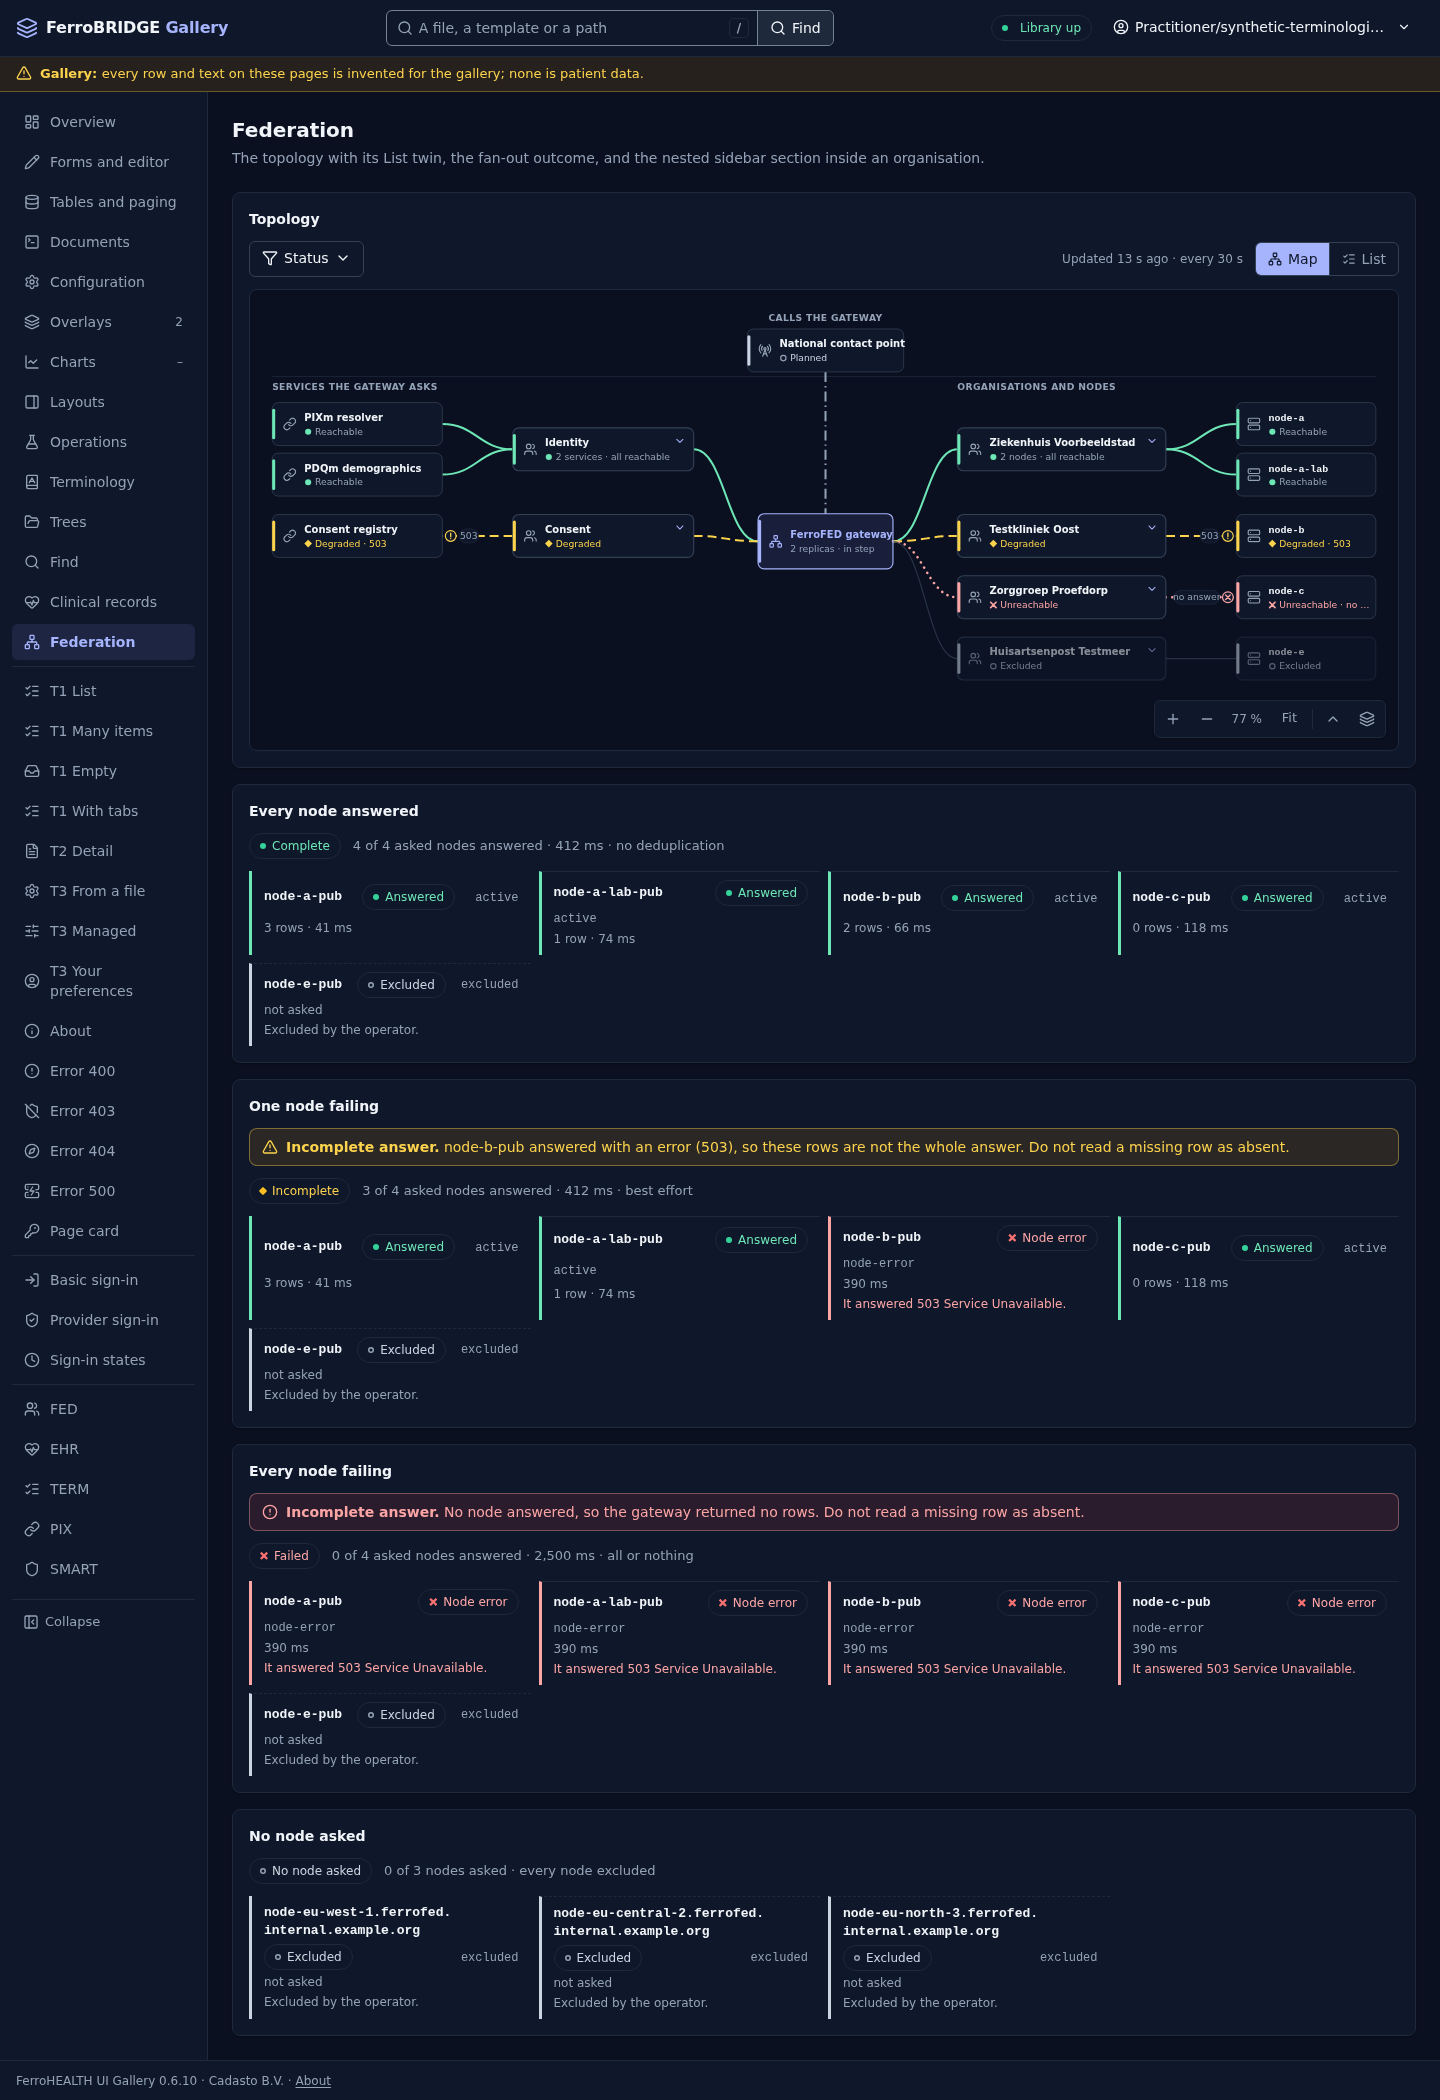 FerroBRIDGE Gallery
A file, a template or a path
/
Find
Library up
Practitioner/synthetic-terminologi…
Gallery: every row and text on these pages is invented for the gallery; none is patient data.
Overview
Forms and editor
Tables and paging
Documents
Configuration
Overlays 2
Charts –
Layouts
Operations
Terminology
Trees
Find
Clinical records
Federation
T1 List
T1 Many items
T1 Empty
T1 With tabs
T2 Detail
T3 From a file
T3 Managed
T3 Your
preferences
About
Error 400
Error 403
Error 404
Error 500
Page card
Basic sign-in
Provider sign-in
Sign-in states
FED
EHR
TERM
PIX
SMART
Collapse
Federation
The topology with its List twin, the fan-out outcome, and the nested sidebar section inside an organisation.
Topology
Status
Updated 13 s ago · every 30 s
Map
List
CALLS THE GATEWAY
National contact point
Planned
SERVICES THE GATEWAY ASKS
ORGANISATIONS AND NODES
PIXm resolver
Reachable
PDQm demographics
Reachable
Consent registry
Degraded · 503
503
Identity
2 services · all reachable
Consent
Degraded
FerroFED gateway
2 replicas · in step
Ziekenhuis Voorbeeldstad
2 nodes · all reachable
Testkliniek Oost
Degraded
Zorggroep Proefdorp
Unreachable
Huisartsenpost Testmeer
Excluded
503
no answer
node-a
Reachable
node-a-lab
Reachable
node-b
Degraded · 503
node-c
Unreachable · no …
node-e
Excluded
77 %
Fit
Every node answered
Complete
4 of 4 asked nodes answered · 412 ms · no deduplication
node-a-pub Answered active
3 rows · 41 ms
node-a-lab-pub Answered
active
1 row · 74 ms
node-b-pub Answered active
2 rows · 66 ms
node-c-pub Answered active
0 rows · 118 ms
node-e-pub Excluded excluded
not asked
Excluded by the operator.
One node failing
Incomplete answer. node-b-pub answered with an error (503), so these rows are not the whole answer. Do not read a missing row as absent.
Incomplete
3 of 4 asked nodes answered · 412 ms · best effort
node-a-pub Answered active
3 rows · 41 ms
node-a-lab-pub Answered
active
1 row · 74 ms
node-b-pub Node error
node-error
390 ms
It answered 503 Service Unavailable.
node-c-pub Answered active
0 rows · 118 ms
node-e-pub Excluded excluded
not asked
Excluded by the operator.
Every node failing
Incomplete answer. No node answered, so the gateway returned no rows. Do not read a missing row as absent.
Failed
0 of 4 asked nodes answered · 2,500 ms · all or nothing
node-a-pub Node error
node-error
390 ms
It answered 503 Service Unavailable.
node-a-lab-pub Node error
node-error
390 ms
It answered 503 Service Unavailable.
node-b-pub Node error
node-error
390 ms
It answered 503 Service Unavailable.
node-c-pub Node error
node-error
390 ms
It answered 503 Service Unavailable.
node-e-pub Excluded excluded
not asked
Excluded by the operator.
No node asked
No node asked
0 of 3 nodes asked · every node excluded
node-eu-west-1.ferrofed.
internal.example.org
Excluded excluded
not asked
Excluded by the operator.
node-eu-central-2.ferrofed.
internal.example.org
Excluded excluded
not asked
Excluded by the operator.
node-eu-north-3.ferrofed.
internal.example.org
Excluded excluded
not asked
Excluded by the operator.
FerroHEALTH UI Gallery 0.6.10 · Cadasto B.V. · About